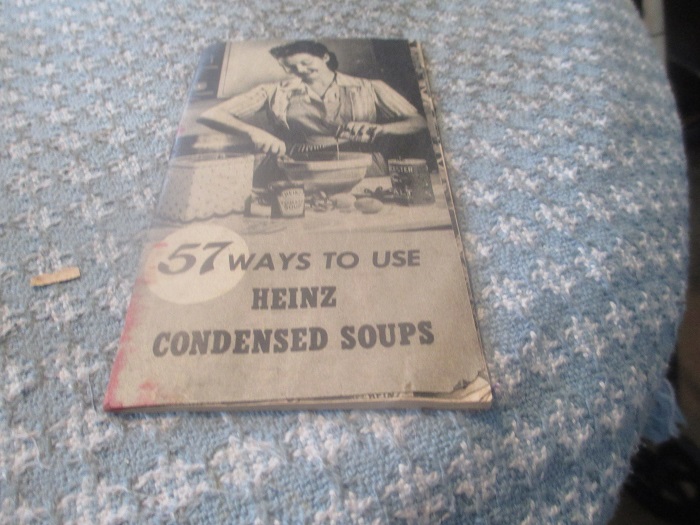 57 WAYS TO USE
HEINZ
CONDENSED SOUPS